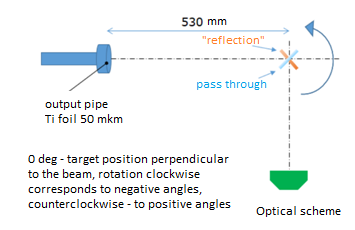 530 mm
"reflection"
pass through
output pipe
Ti foil 50 mkm
0 deg - target position perpendicular
to the beam, rotation clockwise
corresponds to negative angles,
counterclockwise - to positive angles
Optical scheme